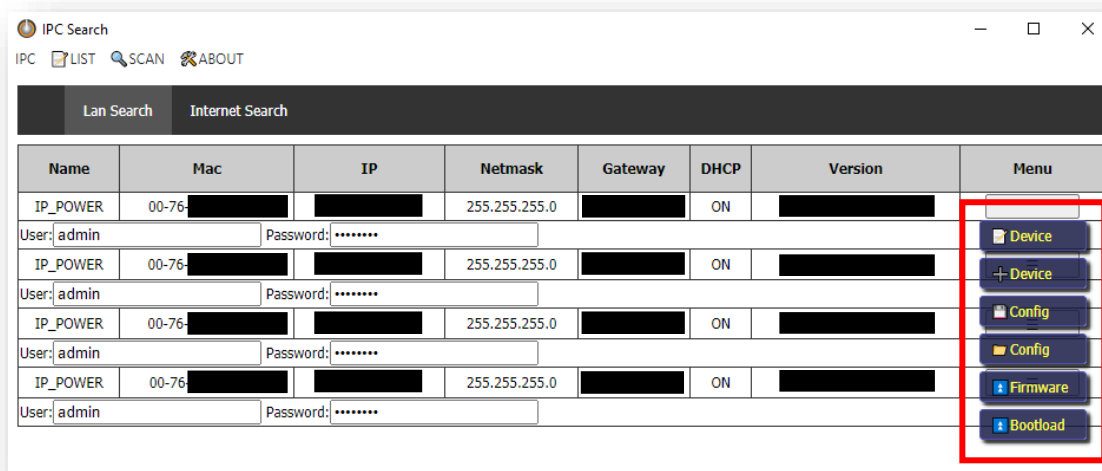 IPC Search
IPC LIST SCAN ABOUT
Lan Search Internet Search
Name Mac IP Netmask Gateway DHCP Version Menu
IP_POWER 00-76- 255.255.255.0 ON
User: admin Password: ••••••••
Device
IP_POWER 00-76- 255.255.255.0 ON
Device
User: admin Password: ••••••••
Config
IP_POWER 00-76- 255.255.255.0 ON
User: admin Password: ••••••••
Config
IP_POWER 00-76- 255.255.255.0 ON
Firmware
User: admin Password: ••••••••
Bootload